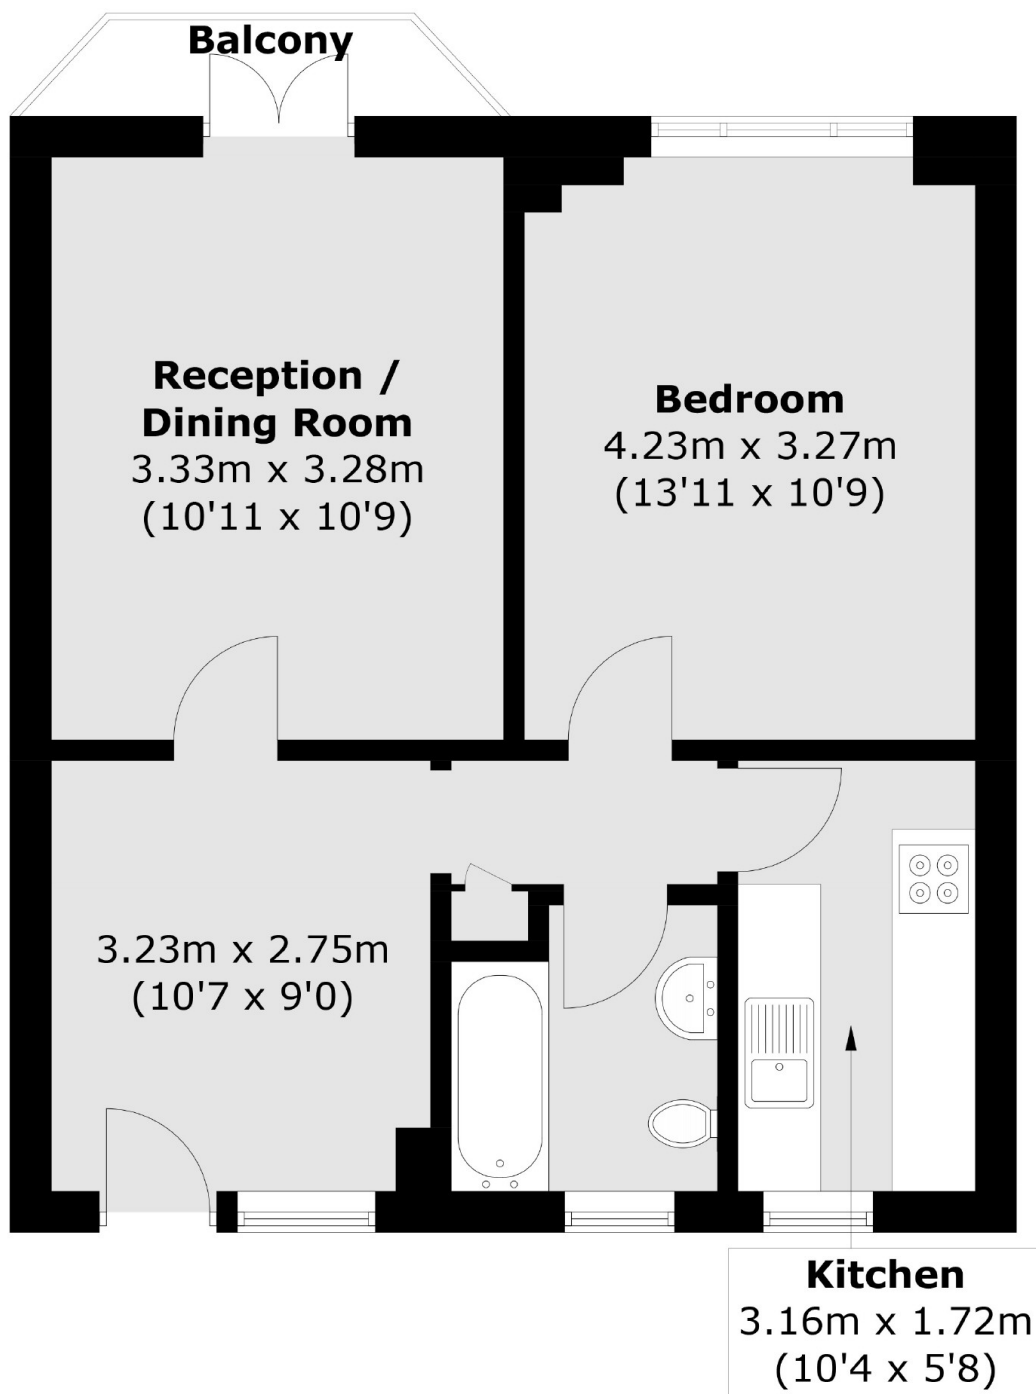 Balcony
Reception /
Dining Room
3.33m x 3.28m
(10'11 x 10'9)
Bedroom
4.23m x 3.27m
(13'11 x 10'9)
3.23m x 2.75m
(10'7 x 9'0)
Kitchen
3.16m x 1.72m
(10'4 x 5'8)